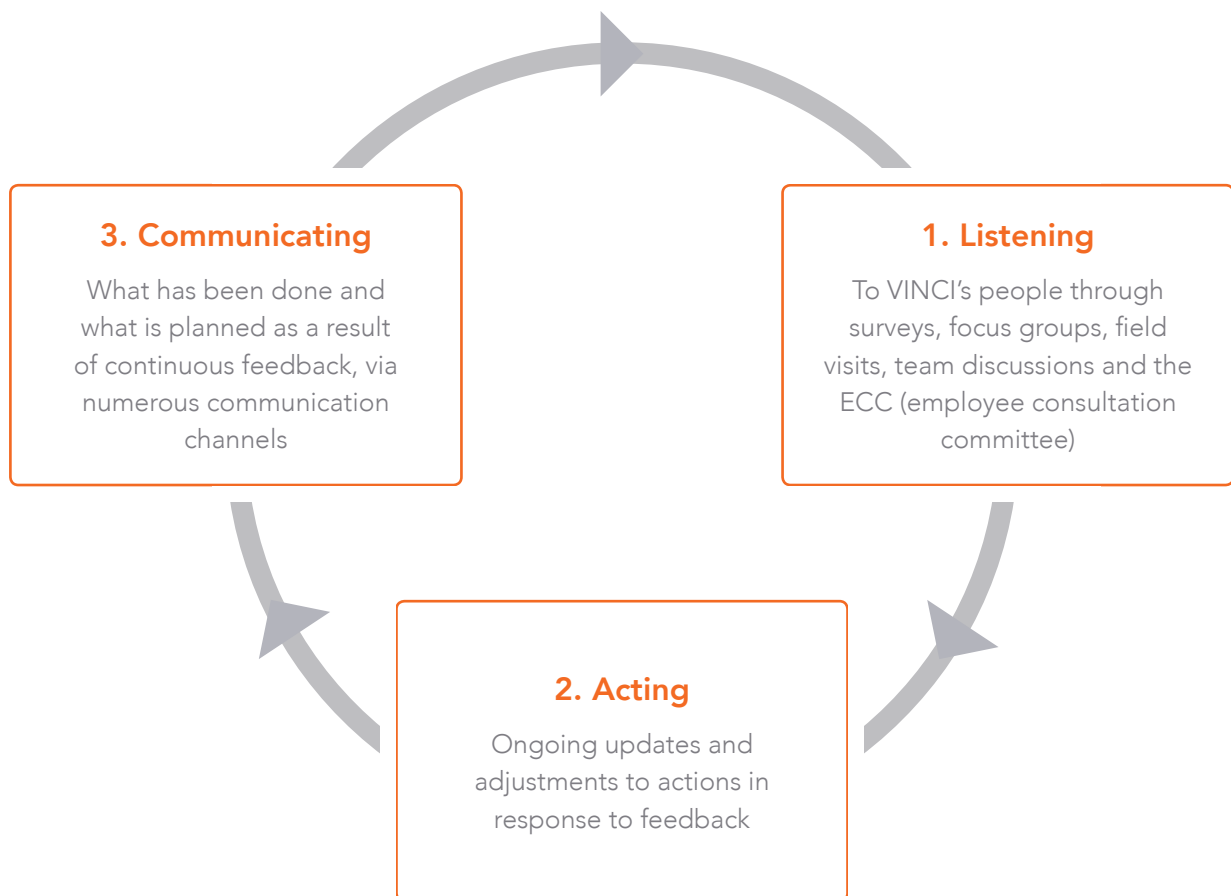 3. Communicating
What has been done and
what is planned as a result
of continuous feedback, via
numerous communication
channels
1. Listening
To VINCI’s people through
surveys, focus groups, field
visits, team discussions and the
ECC (employee consultation
committee)
2. Acting
Ongoing updates and
adjustments to actions in
response to feedback